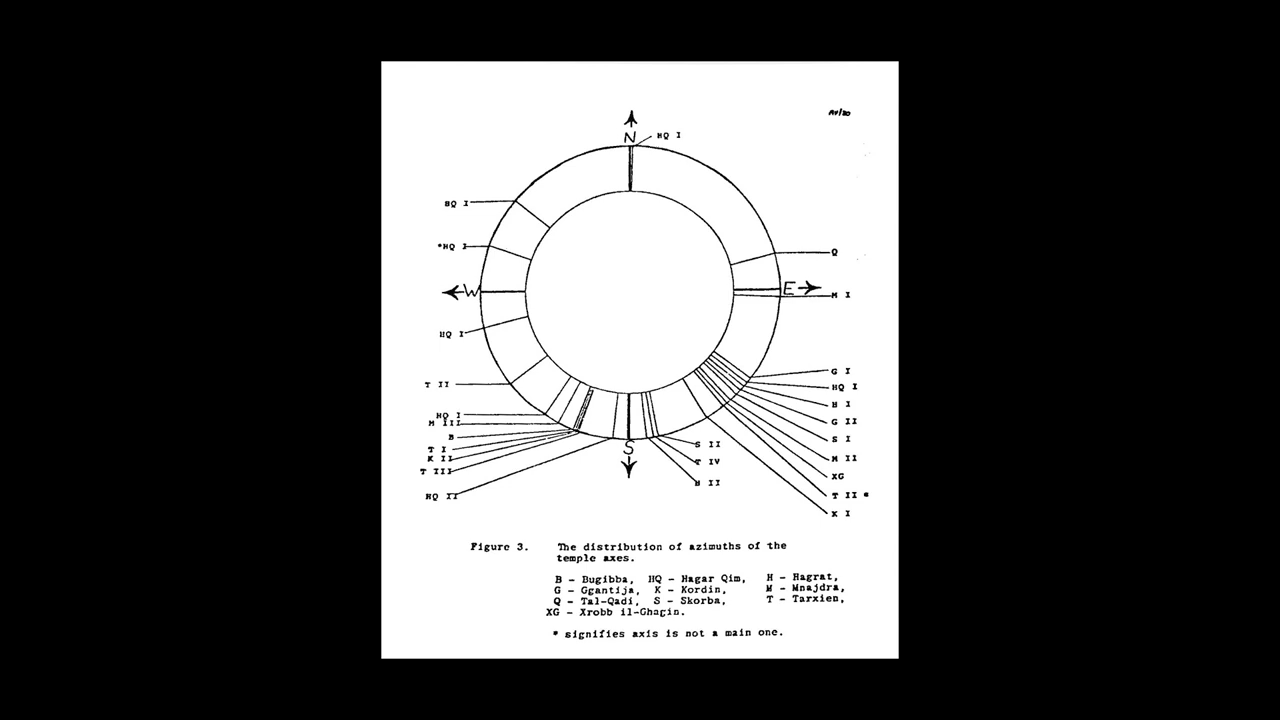 N
HQ I
HQ I
*HQ I
W
HQ I
T II
HQ I
M III
B
T I
K II
T III
HQ II
S
S II
T IV
H II
Q
E
M I
G I
HQ I
H I
G II
S I
M II
XG
T II *
K I
Figure 3. The distribution of azimuths of the
temple axes.
B - Bugibba, HQ - Hagar Qim, H - Hagrat,
G - Ggantija, K - Kordin, M - Mnajdra,
Q - Tal-Qadi, S - Skorba, T - Tarxien,
XG - Xrobb il-Ghagin.
* signifies axis is not a main one.